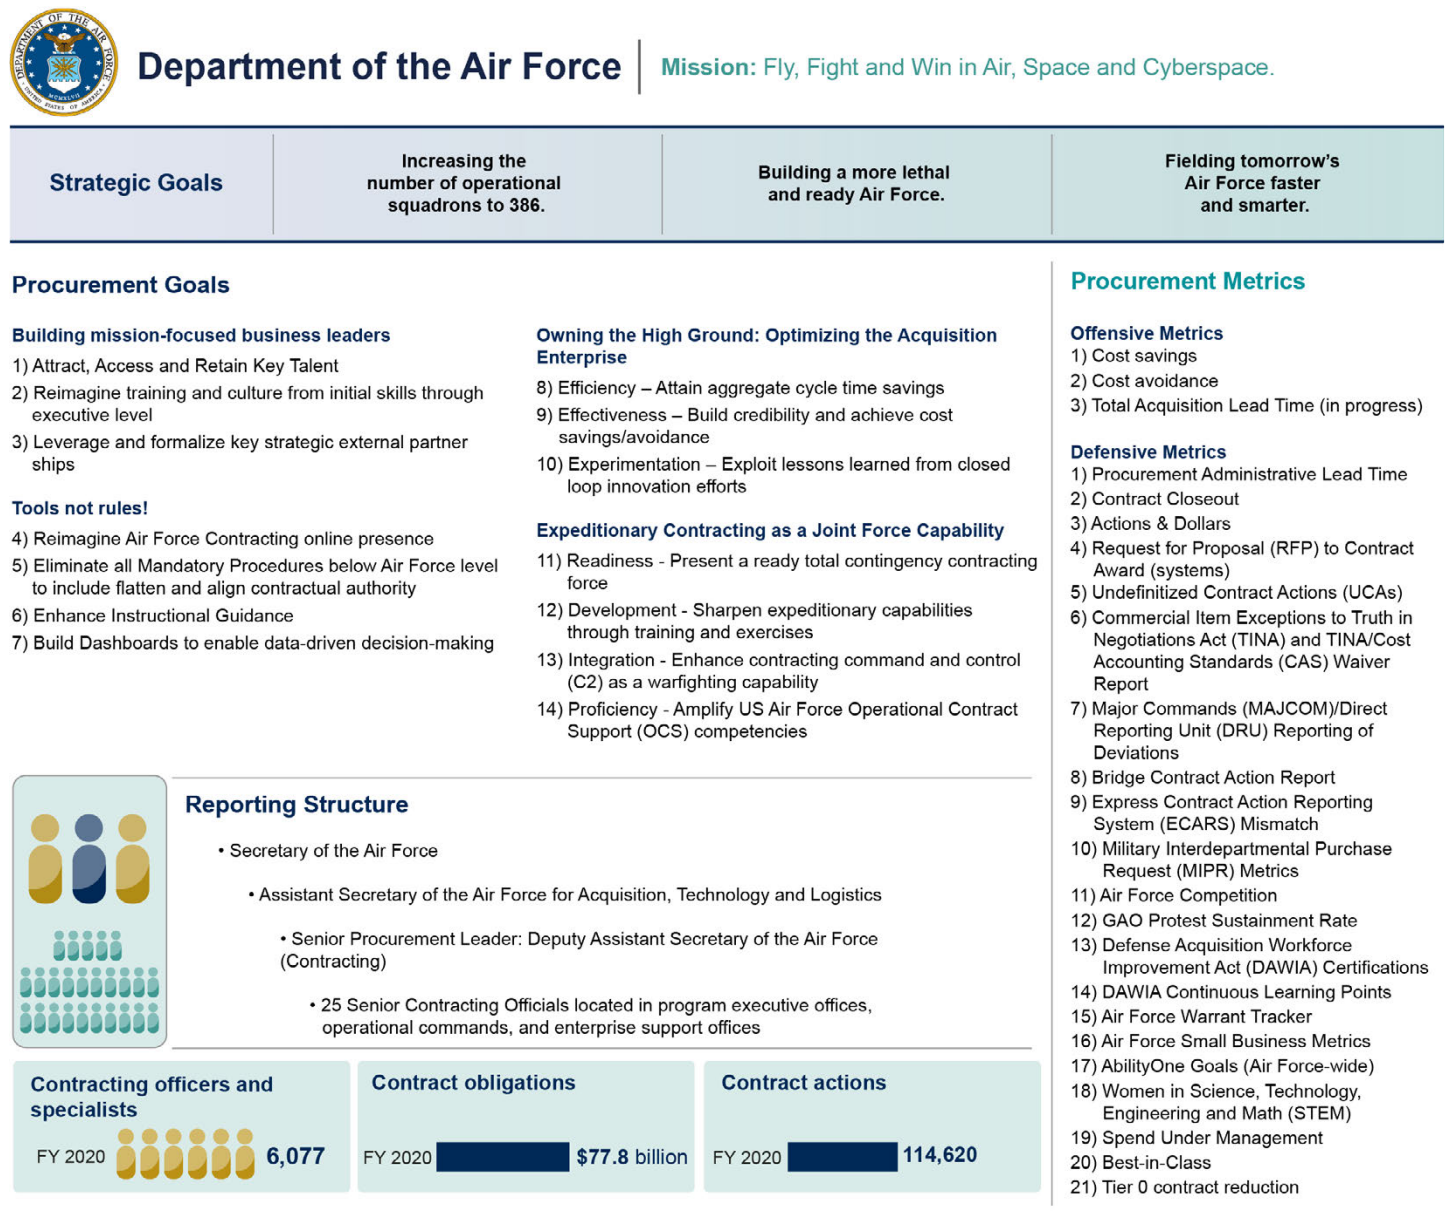 DEPARTMENT OF THE AIR FORCE
MCMXLVII
UNITED STATES OF AMERICA
Department of the Air Force
Mission: Fly, Fight and Win in Air, Space and Cyberspace.
Strategic Goals
Increasing the
number of operational
squadrons to 386.
Building a more lethal
and ready Air Force.
Fielding tomorrow's
Air Force faster
and smarter.
Procurement Goals
Building mission-focused business leaders
1) Attract, Access and Retain Key Talent
2) Reimagine training and culture from initial skills through
executive level
3) Leverage and formalize key strategic external partner
ships
Tools not rules!
4) Reimagine Air Force Contracting online presence
5) Eliminate all Mandatory Procedures below Air Force level
to include flatten and align contractual authority
6) Enhance Instructional Guidance
7) Build Dashboards to enable data-driven decision-making
Owning the High Ground: Optimizing the Acquisition
Enterprise
8) Efficiency – Attain aggregate cycle time savings
9) Effectiveness – Build credibility and achieve cost
savings/avoidance
10) Experimentation – Exploit lessons learned from closed
loop innovation efforts
Expeditionary Contracting as a Joint Force Capability
11) Readiness - Present a ready total contingency contracting
force
12) Development - Sharpen expeditionary capabilities
through training and exercises
13) Integration - Enhance contracting command and control
(C2) as a warfighting capability
14) Proficiency - Amplify US Air Force Operational Contract
Support (OCS) competencies
Procurement Metrics
Offensive Metrics
1) Cost savings
2) Cost avoidance
3) Total Acquisition Lead Time (in progress)
Defensive Metrics
1) Procurement Administrative Lead Time
2) Contract Closeout
3) Actions & Dollars
4) Request for Proposal (RFP) to Contract
Award (systems)
5) Undefinitized Contract Actions (UCAs)
6) Commercial Item Exceptions to Truth in
Negotiations Act (TINA) and TINA/Cost
Accounting Standards (CAS) Waiver
Report
7) Major Commands (MAJCOM)/Direct
Reporting Unit (DRU) Reporting of
Deviations
8) Bridge Contract Action Report
9) Express Contract Action Reporting
System (ECARS) Mismatch
10) Military Interdepartmental Purchase
Request (MIPR) Metrics
11) Air Force Competition
12) GAO Protest Sustainment Rate
13) Defense Acquisition Workforce
Improvement Act (DAWIA) Certifications
14) DAWIA Continuous Learning Points
15) Air Force Warrant Tracker
16) Air Force Small Business Metrics
17) AbilityOne Goals (Air Force-wide)
18) Women in Science, Technology,
Engineering and Math (STEM)
19) Spend Under Management
20) Best-in-Class
21) Tier 0 contract reduction
Reporting Structure
• Secretary of the Air Force
• Assistant Secretary of the Air Force for Acquisition, Technology and Logistics
• Senior Procurement Leader: Deputy Assistant Secretary of the Air Force
(Contracting)
• 25 Senior Contracting Officials located in program executive offices,
operational commands, and enterprise support offices
Contracting officers and
specialists
FY 2020 6,077
Contract obligations
FY 2020 $77.8 billion
Contract actions
FY 2020 114,620